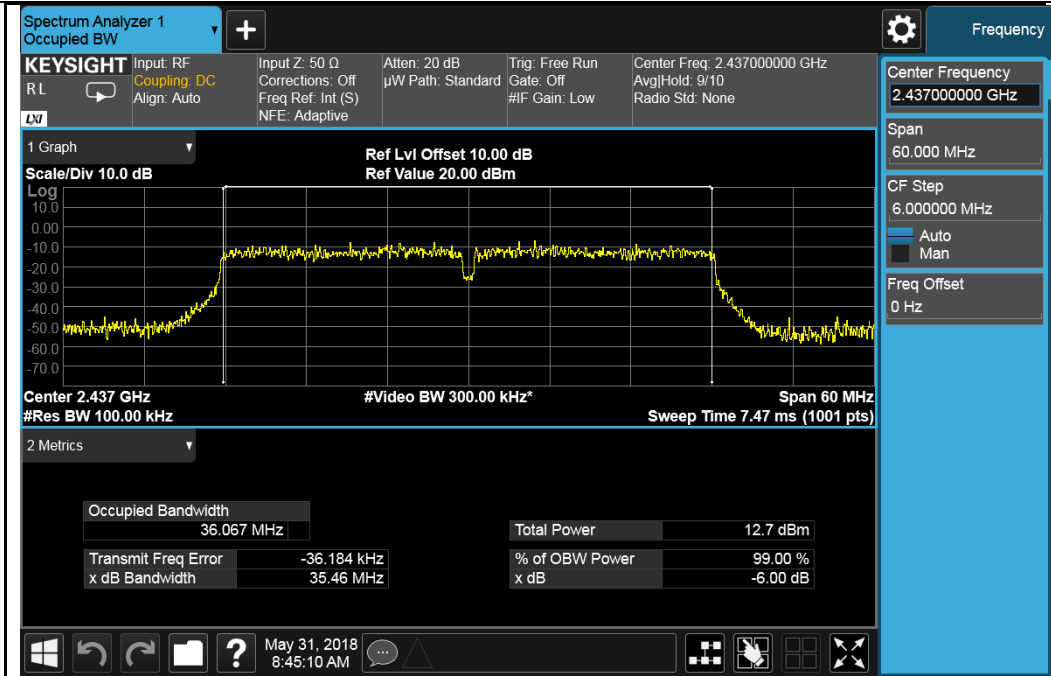 Spectrum Analyzer 1
Occupied BW
Frequency
KEYSIGHT
RL
LXI
Input: RF
Coupling: DC
Align: Auto
Input Z: 50 Ω
Corrections: Off
Freq Ref: Int (S)
NFE: Adaptive
Atten: 20 dB
µW Path: Standard
Trig: Free Run
Gate: Off
#IF Gain: Low
Center Freq: 2.437000000 GHz
Avg|Hold: 9/10
Radio Std: None
Center Frequency
2.437000000 GHz
Span
60.000 MHz
CF Step
6.000000 MHz
Auto
Man
Freq Offset
0 Hz
1 Graph
Scale/Div 10.0 dB
Ref Lvl Offset 10.00 dB
Ref Value 20.00 dBm
Log
10.0
0.00
-10.0
-20.0
-30.0
-40.0
-50.0
-60.0
-70.0
Center 2.437 GHz
#Video BW 300.00 kHz*
Span 60 MHz
#Res BW 100.00 kHz
Sweep Time 7.47 ms (1001 pts)
2 Metrics
Occupied Bandwidth
36.067 MHz
Total Power 12.7 dBm
Transmit Freq Error -36.184 kHz
% of OBW Power 99.00 %
x dB Bandwidth 35.46 MHz
x dB -6.00 dB
?
May 31, 2018
8:45:10 AM